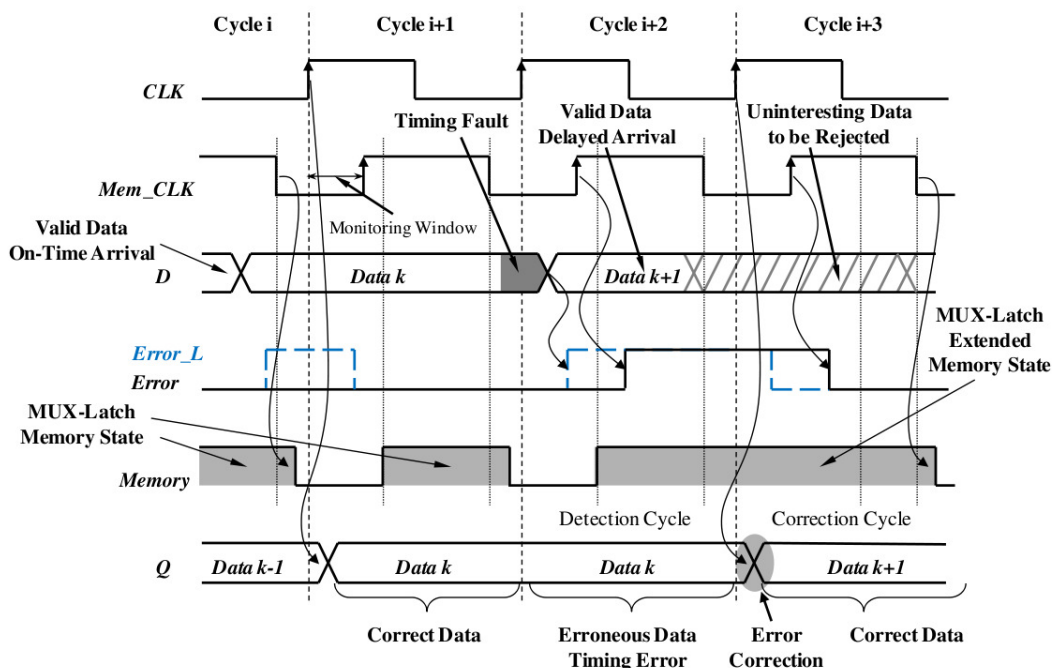 Cycle i
Cycle i+1
Cycle i+2
Cycle i+3
CLK
Timing Fault
Valid Data
Delayed Arrival
Uninteresting Data
to be Rejected
Mem_CLK
Monitoring Window
Valid Data
On-Time Arrival
D
Data k
Data k+1
MUX-Latch
Extended
Memory State
Error_L
Error
MUX-Latch
Memory State
Memory
Detection Cycle
Correction Cycle
Q
Data k-1
Data k
Data k
Data k+1
Correct Data
Erroneous Data
Timing Error
Error
Correction
Correct Data